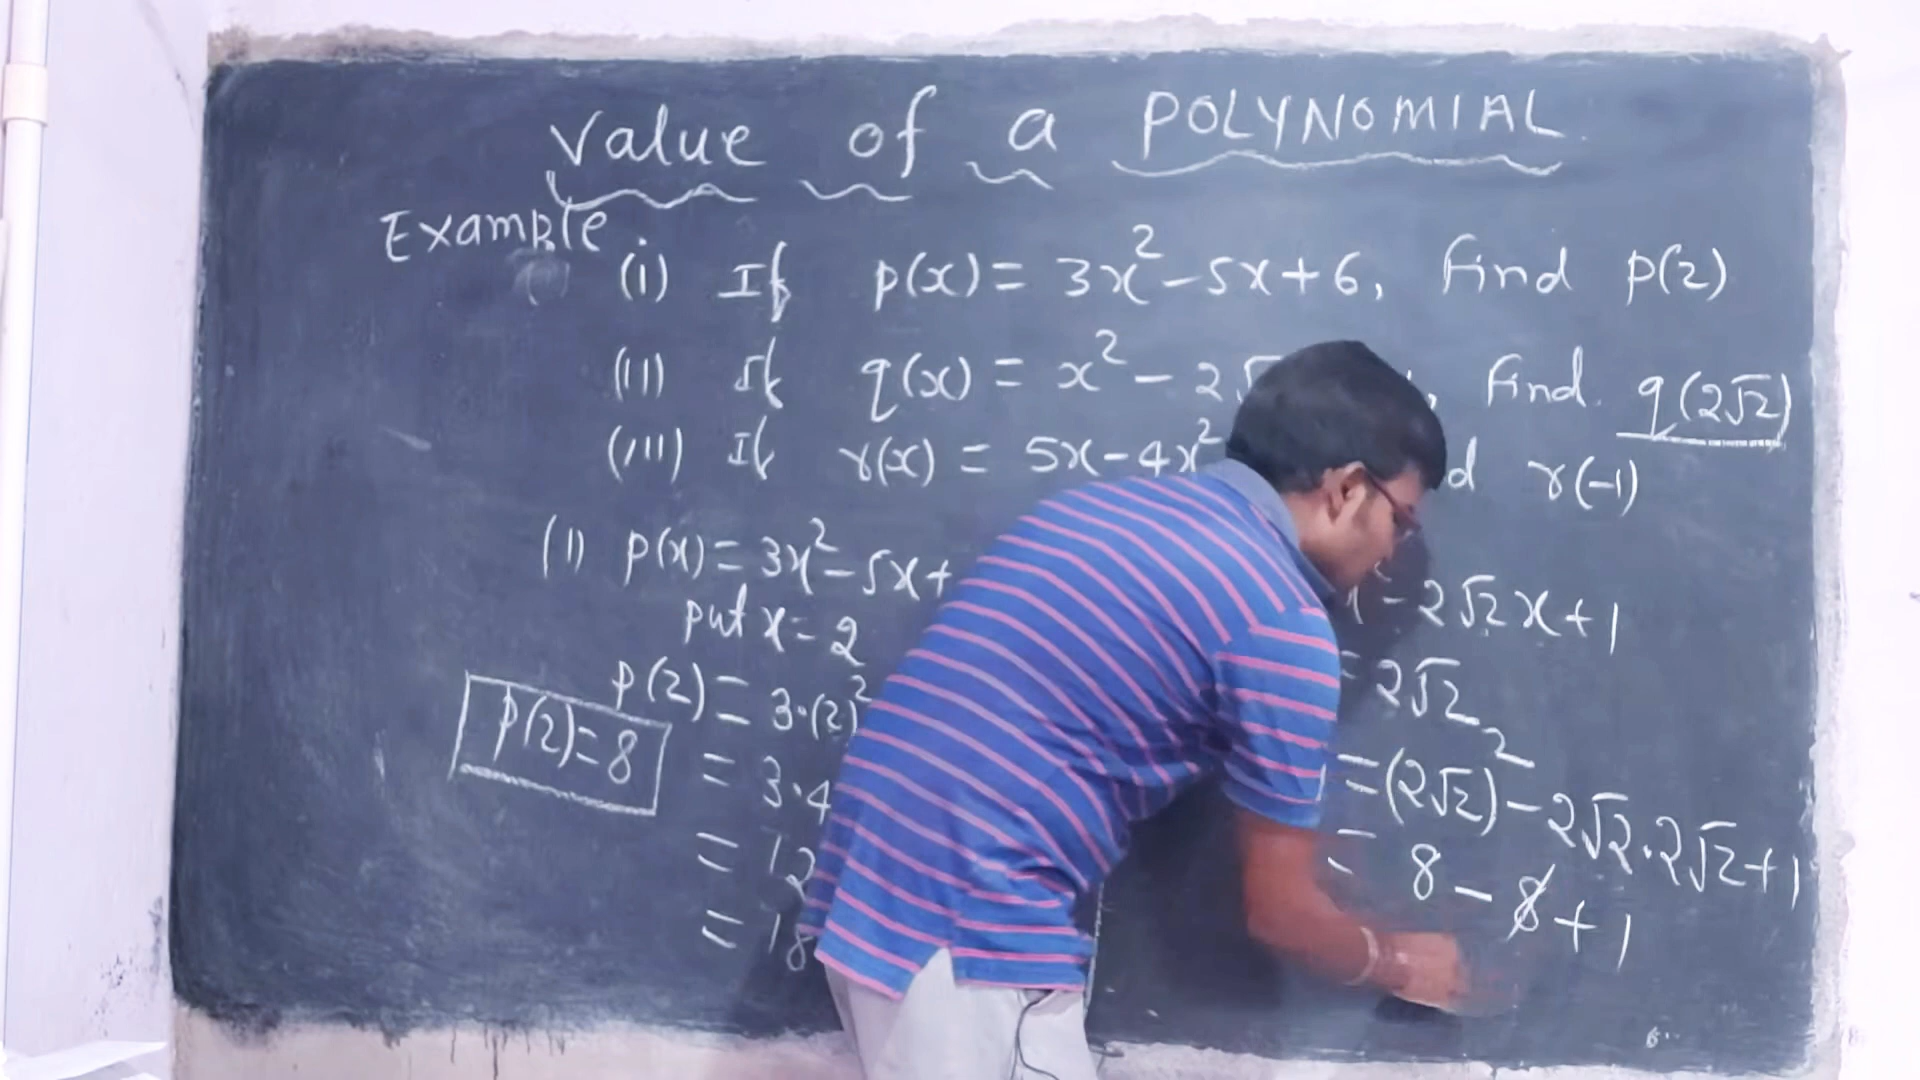 Value of a POLYNOMIAL
Example
(i) If p(x) = 3x² - 5x + 6, Find p(2)
(ii) If q(x) = x² - 2√ , Find q(2√2)
(iii) If r(x) = 5x - 4x² d r(-1)
(i) p(x) = 3x² - 5x +
put x = 2
p(2) = 3·(2)²
= 3·4
= 12
= 18
p(2) = 8
- 2√2 x + 1
= 2√2
= (2√2)² - 2√2·2√2 + 1
= 8 - 8 + 1